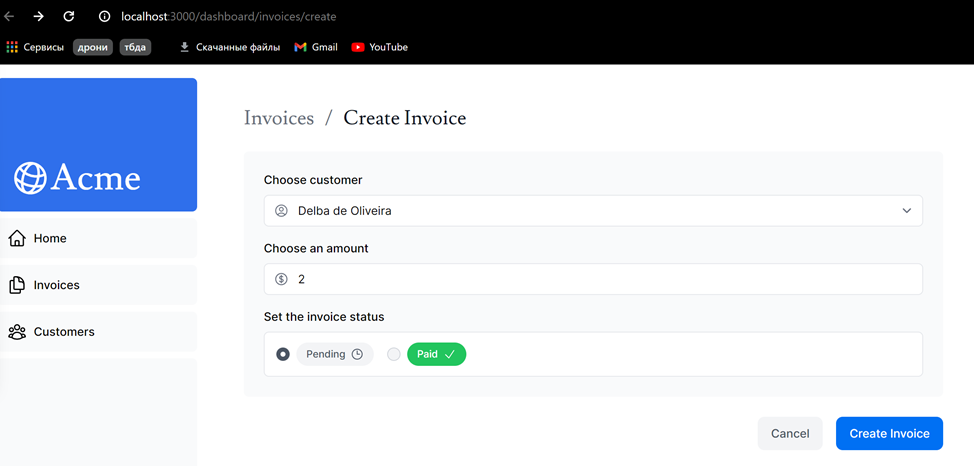 localhost:3000/dashboard/invoices/create
Сервисы дрони тбда Скачанные файлы Gmail YouTube
Acme
Home
Invoices
Customers
Invoices / Create Invoice
Choose customer
Delba de Oliveira
Choose an amount
2
Set the invoice status
Pending Paid
Cancel Create Invoice